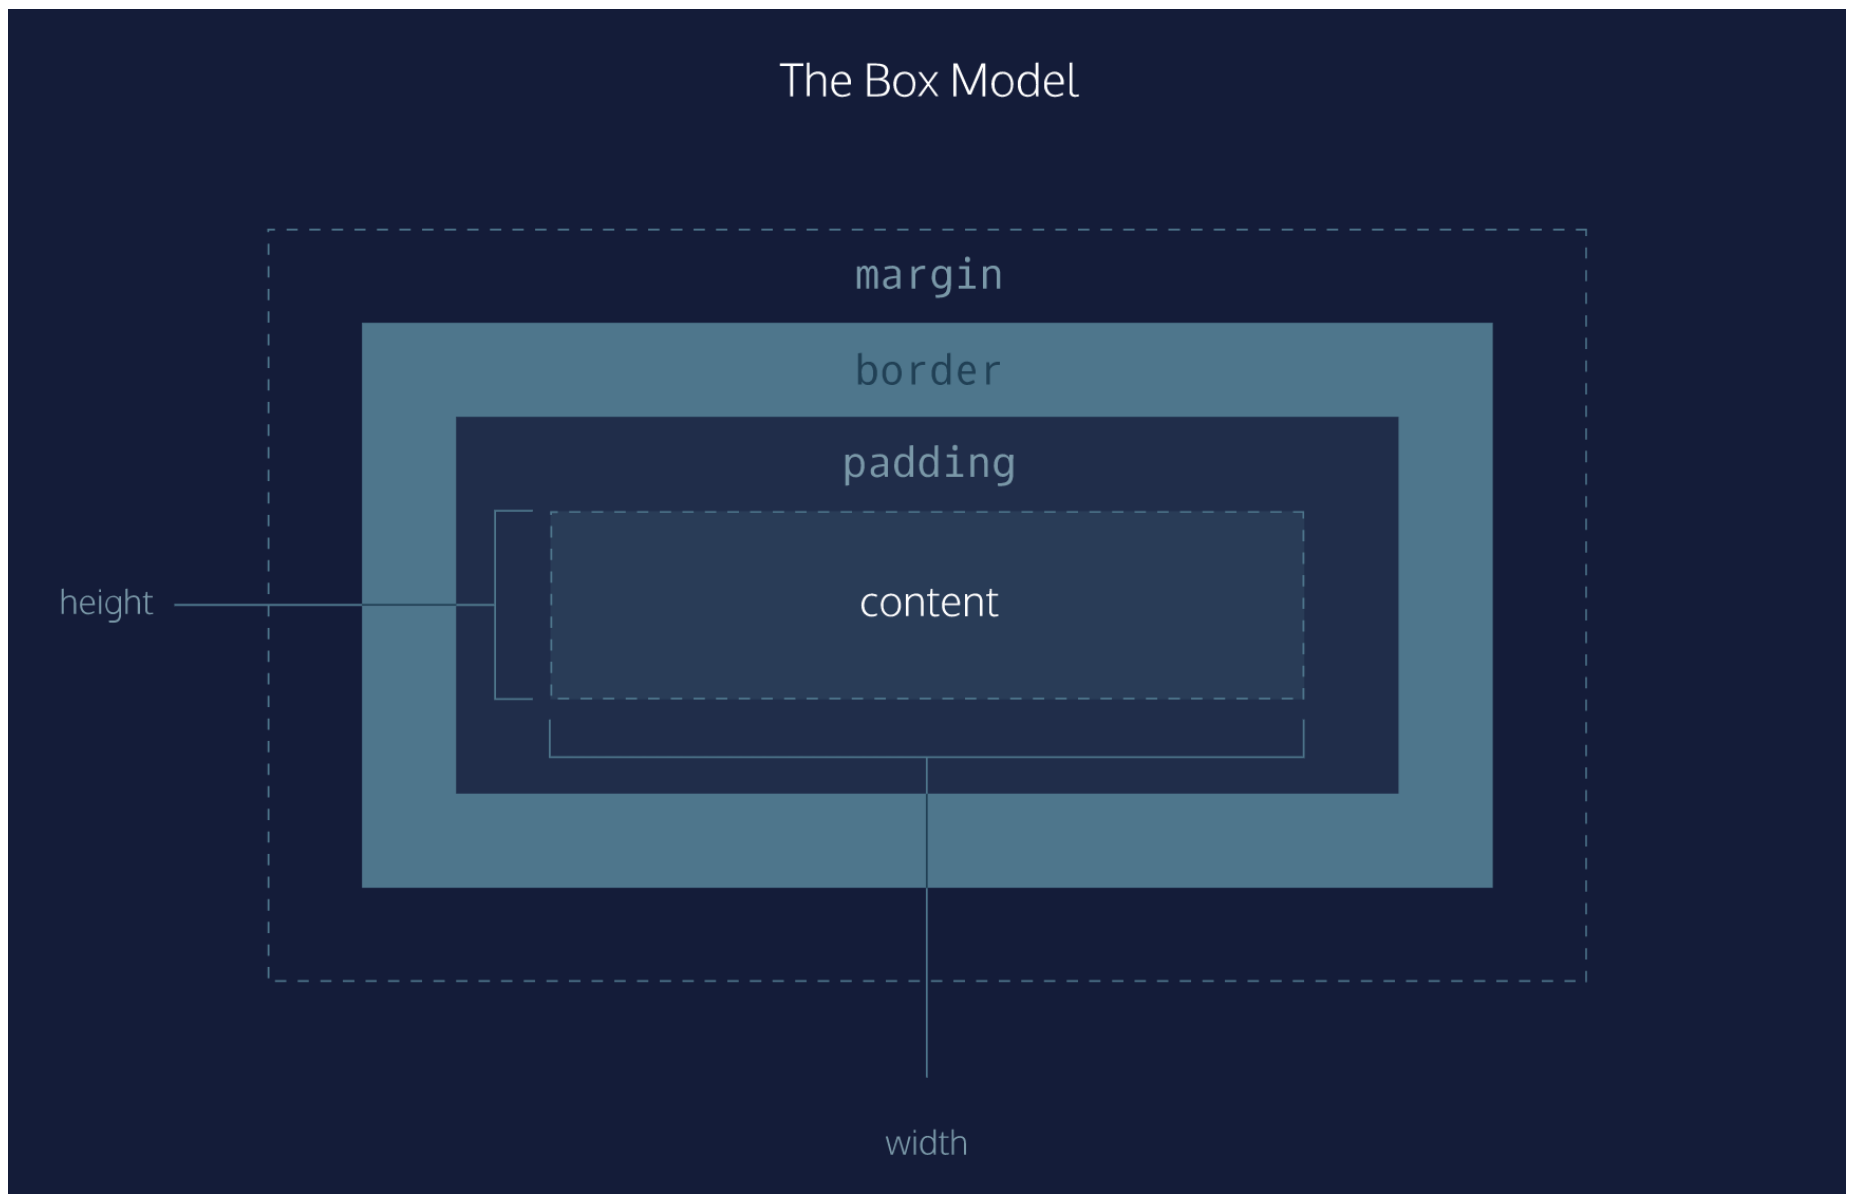 The Box Model
margin
border
padding
height
content
width